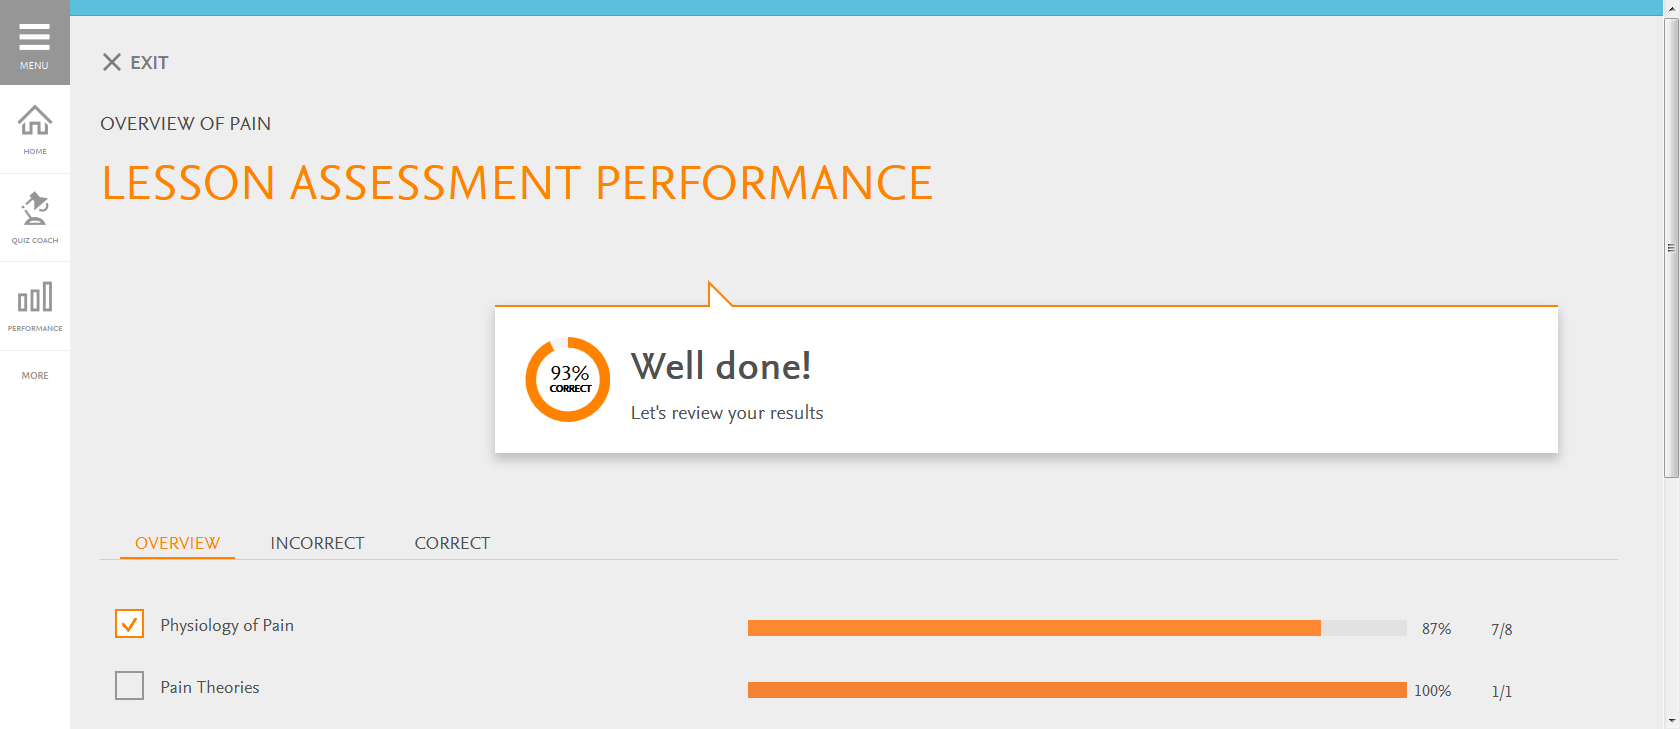 MENU
HOME
QUIZ COACH
PERFORMANCE
MORE
EXIT
OVERVIEW OF PAIN
LESSON ASSESSMENT PERFORMANCE
93%
CORRECT
Well done!
Let's review your results
OVERVIEW INCORRECT CORRECT
Physiology of Pain 87% 7/8
Pain Theories 100% 1/1